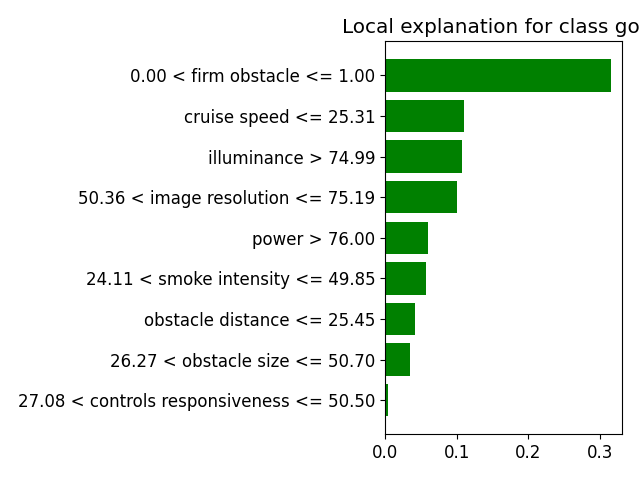 Local explanation for class go
0.00 < firm obstacle <= 1.00
cruise speed <= 25.31
illuminance > 74.99
50.36 < image resolution <= 75.19
power > 76.00
24.11 < smoke intensity <= 49.85
obstacle distance <= 25.45
26.27 < obstacle size <= 50.70
27.08 < controls responsiveness <= 50.50
0.0 0.1 0.2 0.3